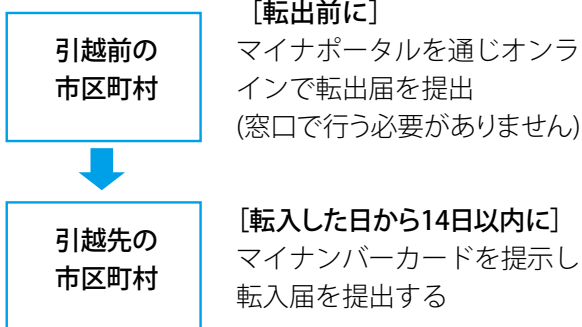 ［転出前に］
引越前の
市区町村
マイナポータルを通じオンラ
インで転出届を提出
(窓口で行う必要がありません)
引越先の
市区町村
［転入した日から14日以内に］
マイナンバーカードを提示し
転入届を提出する